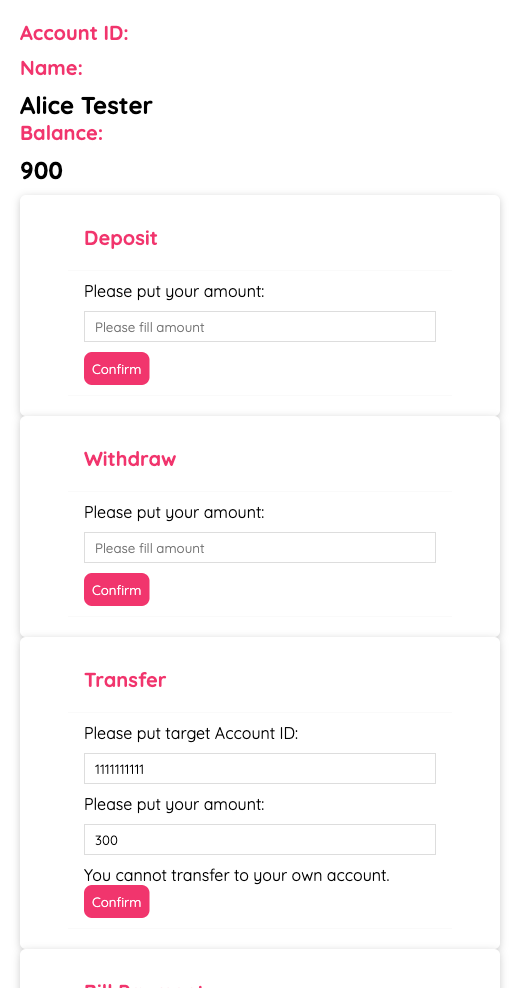 Account ID:
Name:
Alice Tester
Balance:
900
Deposit
Please put your amount:
Please fill amount
Confirm
Withdraw
Please put your amount:
Please fill amount
Confirm
Transfer
Please put target Account ID:
1111111111
Please put your amount:
300
You cannot transfer to your own account.
Confirm